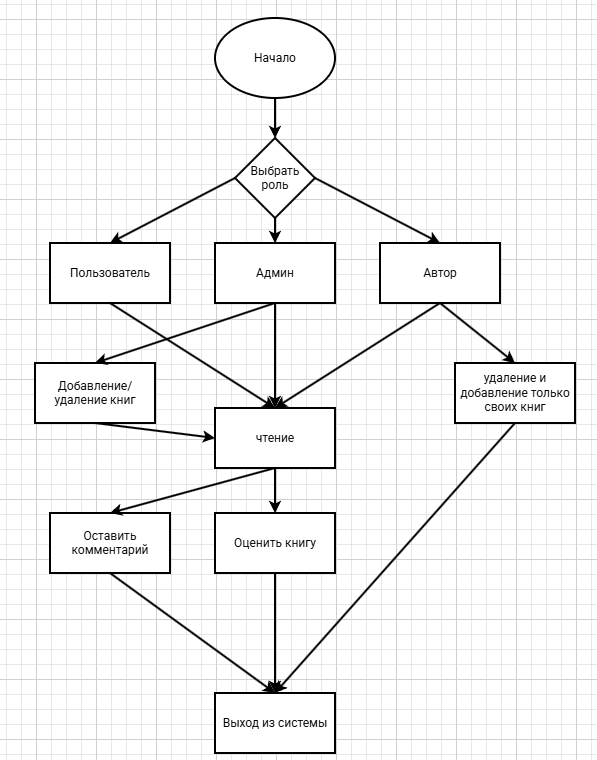 Начало
Выбрать
роль
Пользователь
Админ
Автор
Добавление/
удаление книг
удаление и
добавление только
своих книг
чтение
Оставить
комментарий
Оценить книгу
Выход из системы